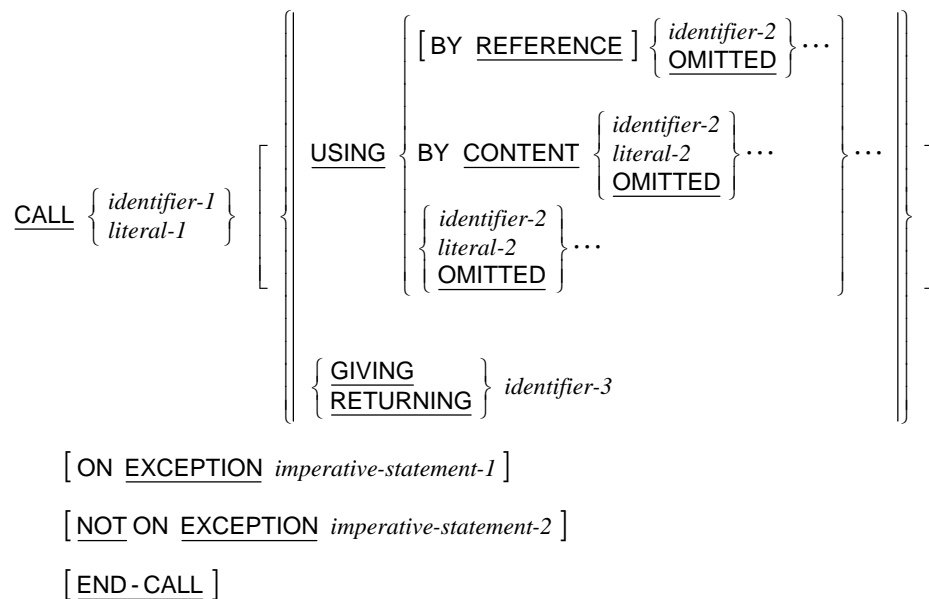 [ BY REFERENCE ] { identifier-2
OMITTED } ···
USING { BY CONTENT { identifier-2
literal-2
OMITTED } ··· } ···
CALL { identifier-1
literal-1 }
{ identifier-2
literal-2
OMITTED } ···
{ GIVING
RETURNING } identifier-3
[ ON EXCEPTION imperative-statement-1 ]
[ NOT ON EXCEPTION imperative-statement-2 ]
[ END-CALL ]